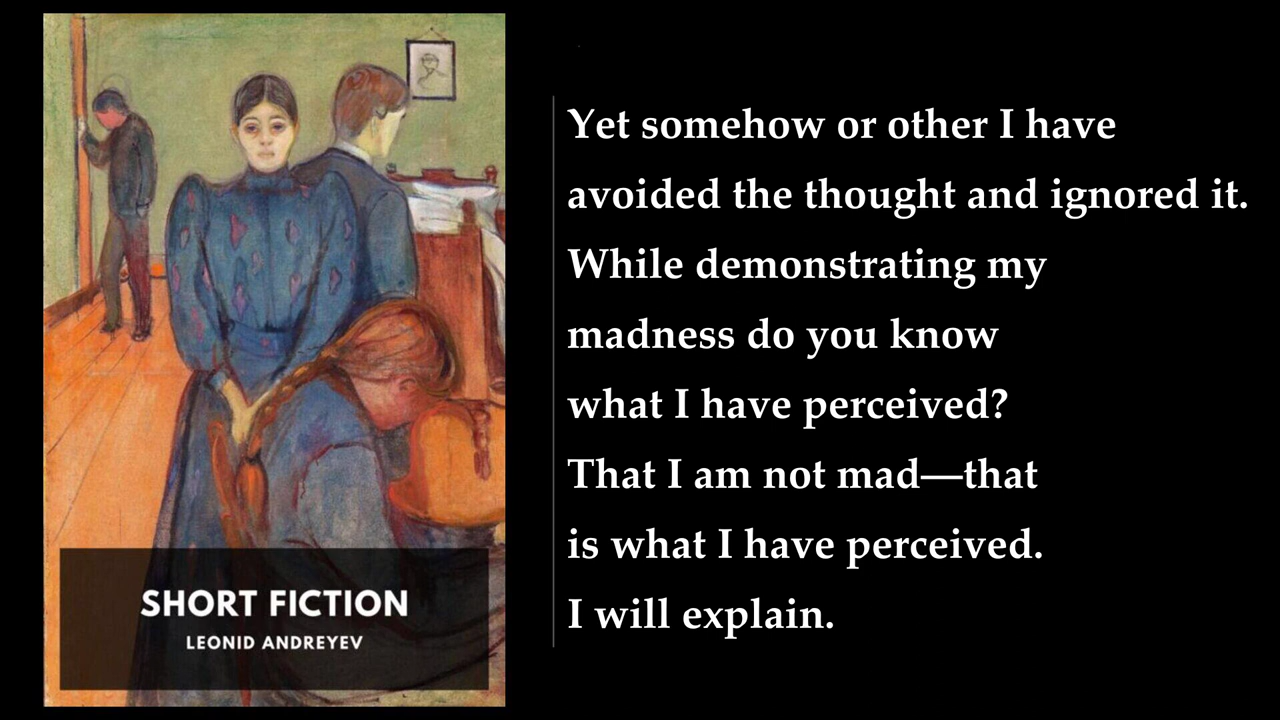 SHORT FICTION
LEONID ANDREYEV
Yet somehow or other I have
avoided the thought and ignored it.
While demonstrating my
madness do you know
what I have perceived?
That I am not mad—that
is what I have perceived.
I will explain.